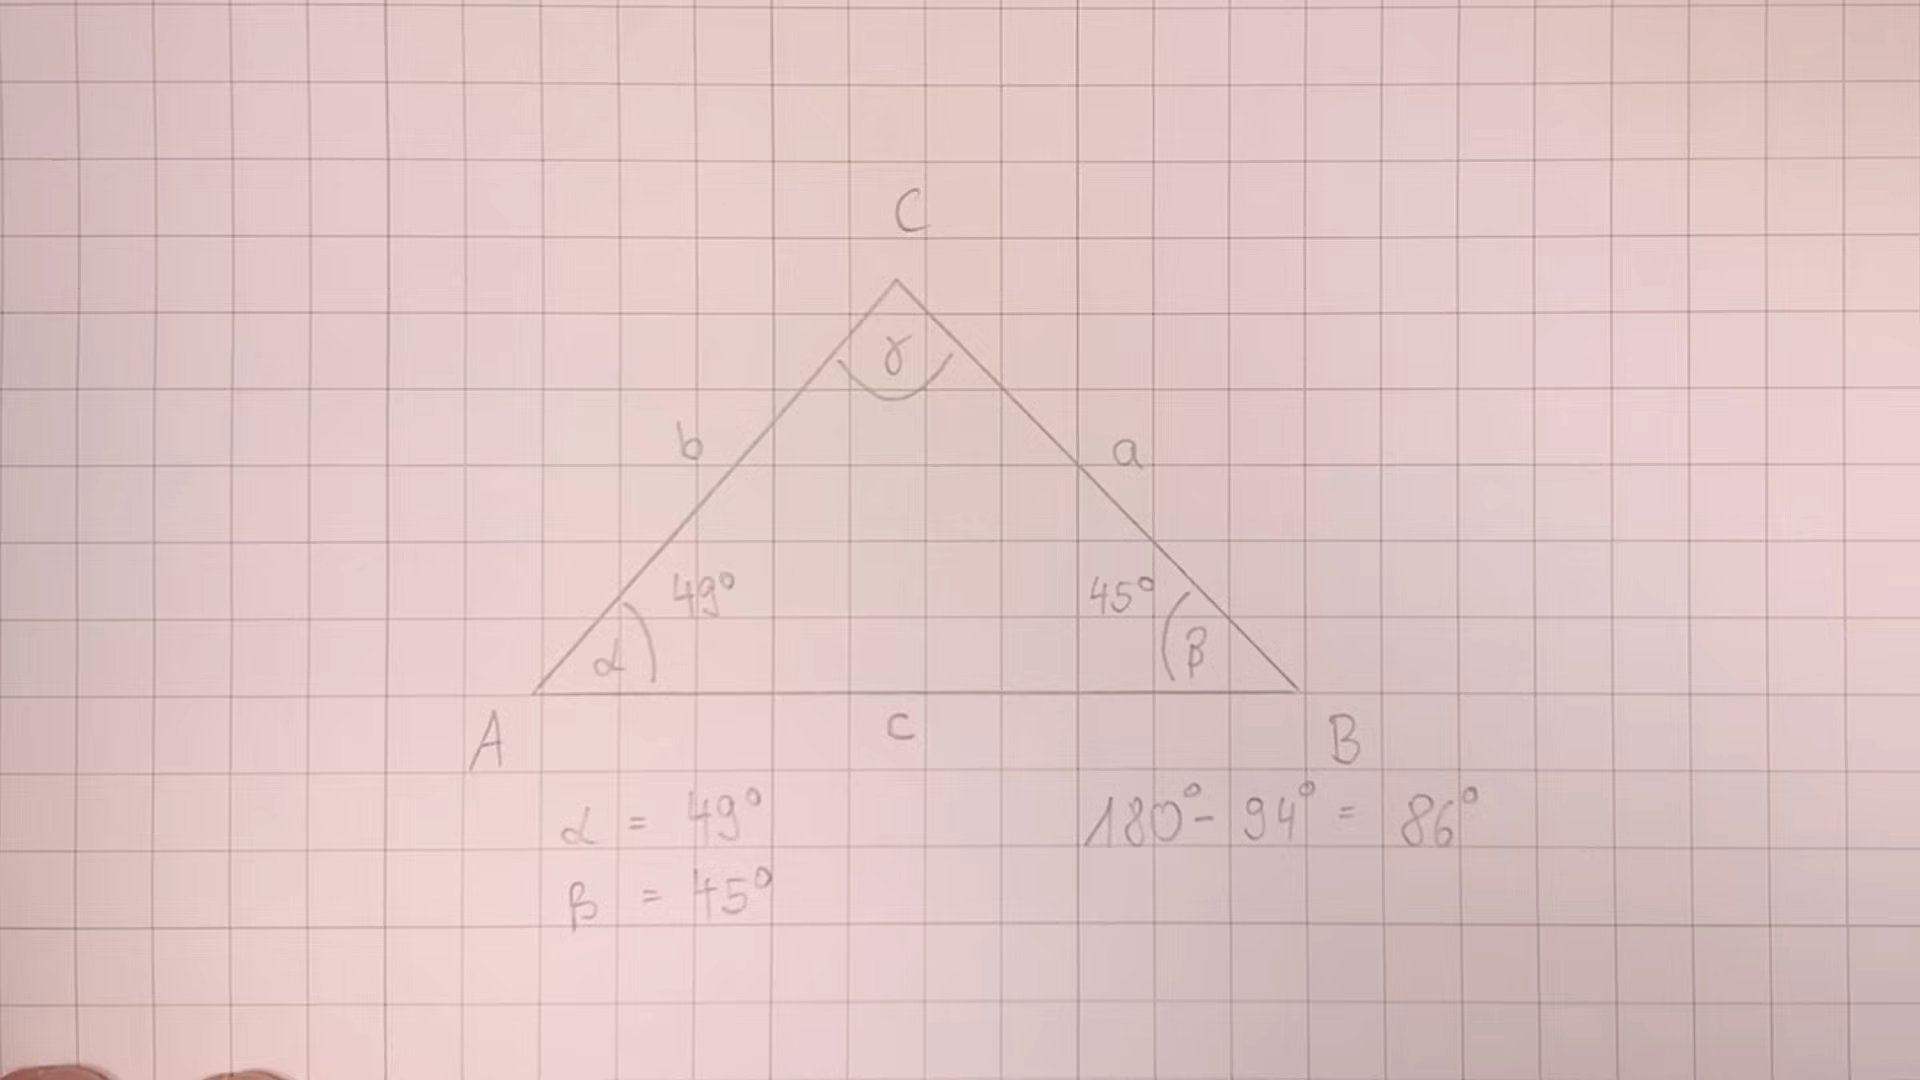 C
γ
b a
49° 45°
α β
A c B
α = 49° 180° - 94° = 86°
β = 45°